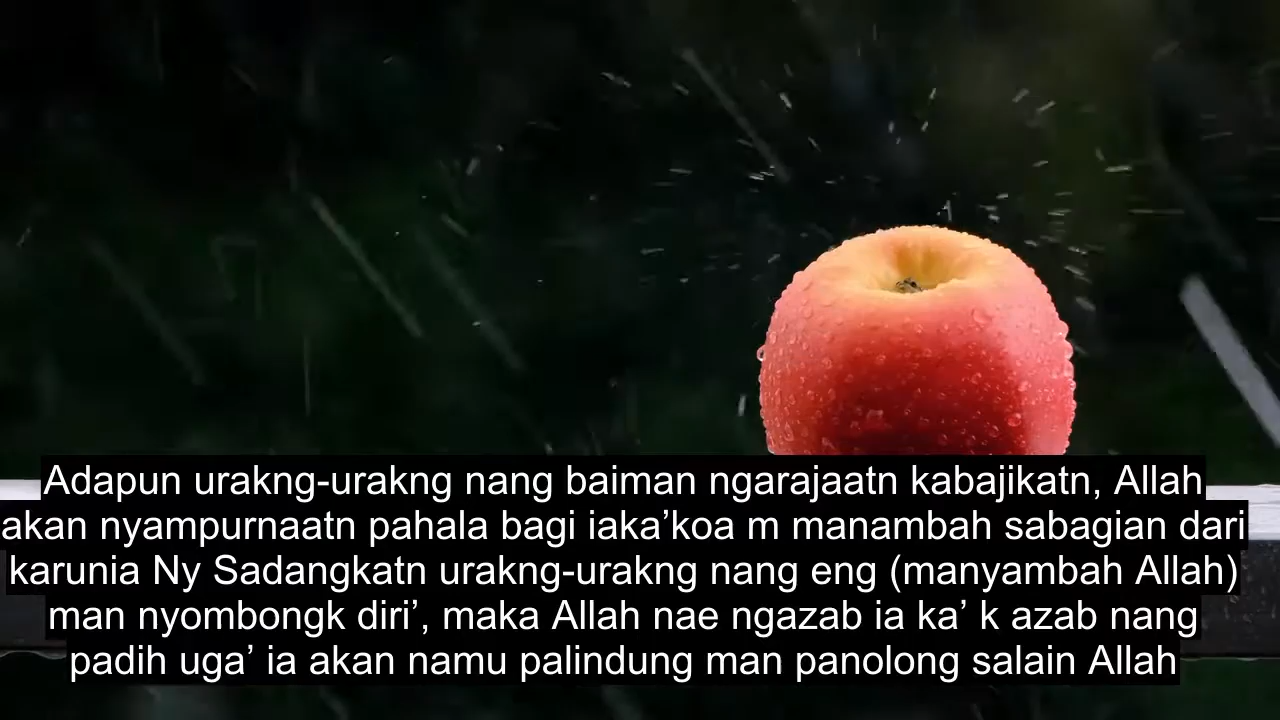 Adapun urakng-urakng nang baiman ngarajaatn kabajikatn, Allah
akan nyampurnaatn pahala bagi iaka’koa m manambah sabagian dari
karunia Ny Sadangkatn urakng-urakng nang eng (manyambah Allah)
man nyombongk diri’, maka Allah nae ngazab ia ka’ k azab nang
padih uga’ ia akan namu palindung man panolong salain Allah